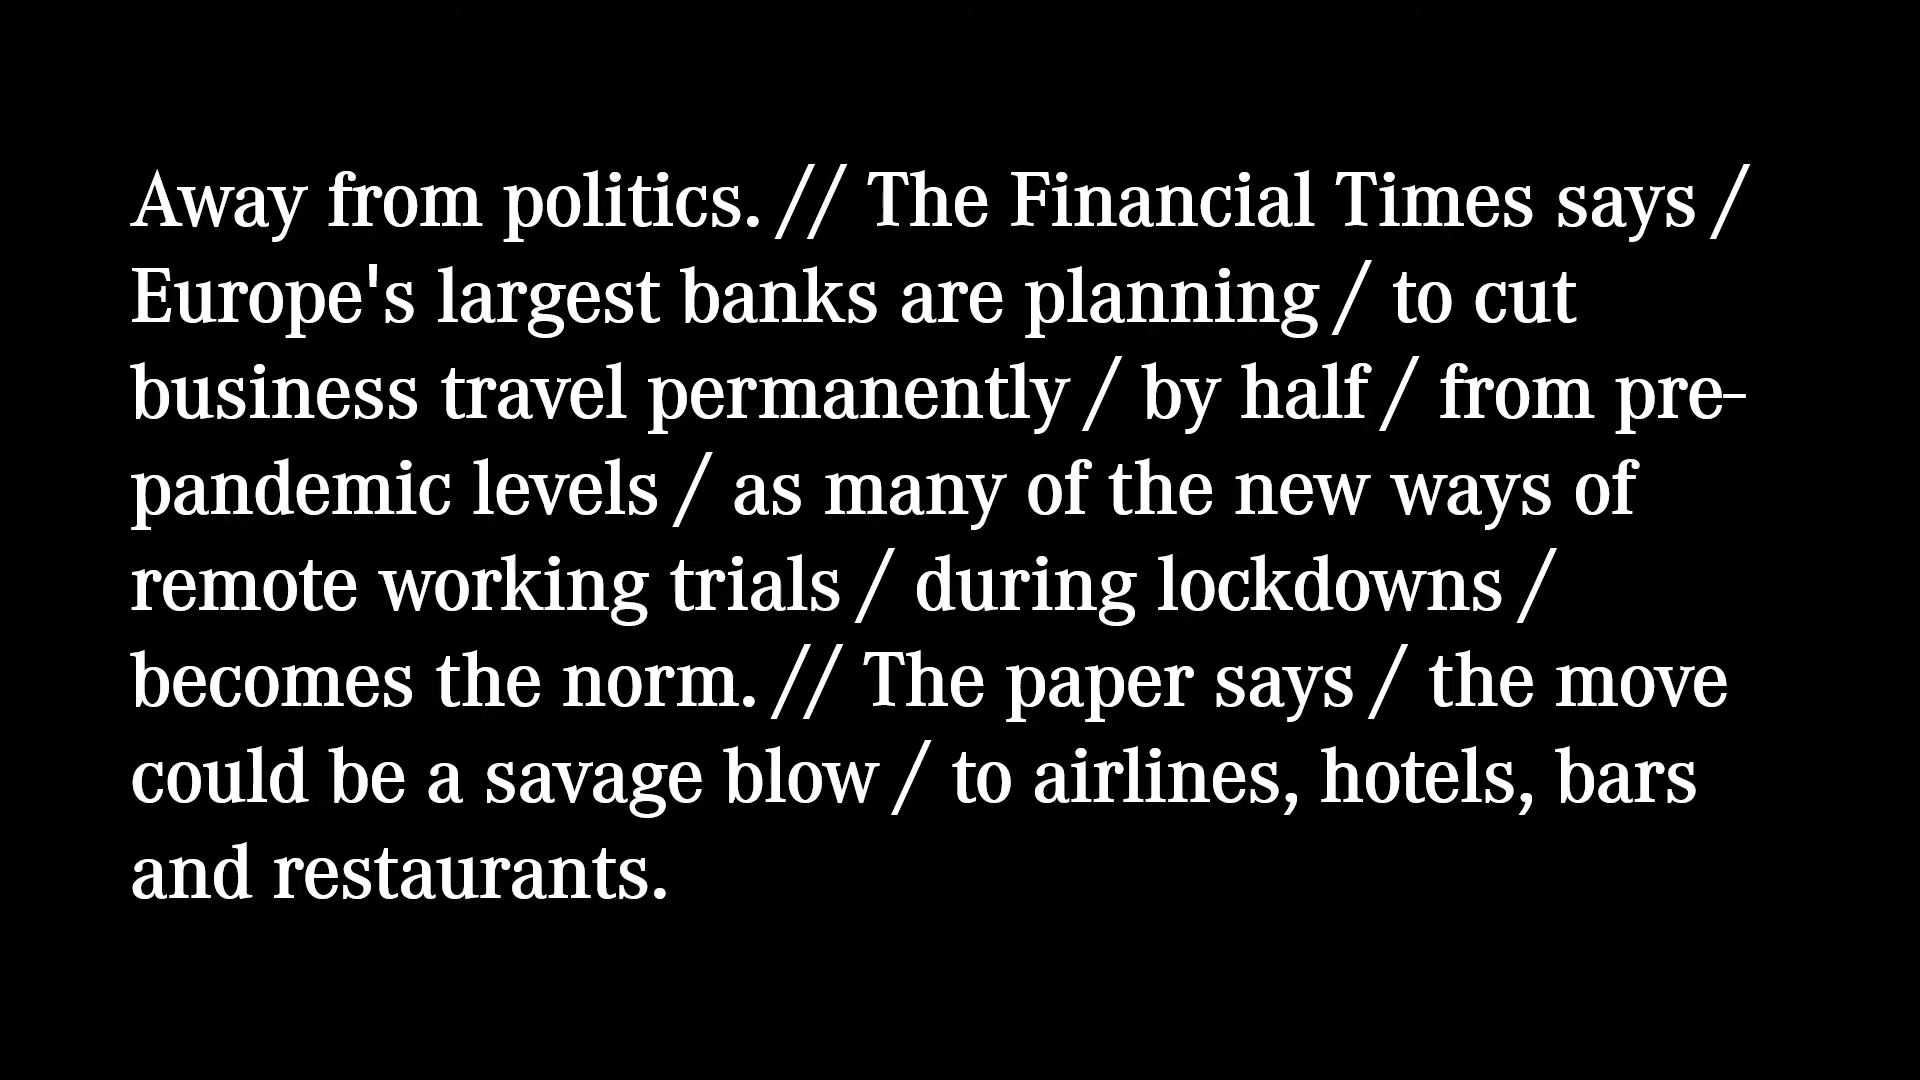 Away from politics. // The Financial Times says /
Europe's largest banks are planning / to cut
business travel permanently / by half / from pre-
pandemic levels / as many of the new ways of
remote working trials / during lockdowns /
becomes the norm. // The paper says / the move
could be a savage blow / to airlines, hotels, bars
and restaurants.